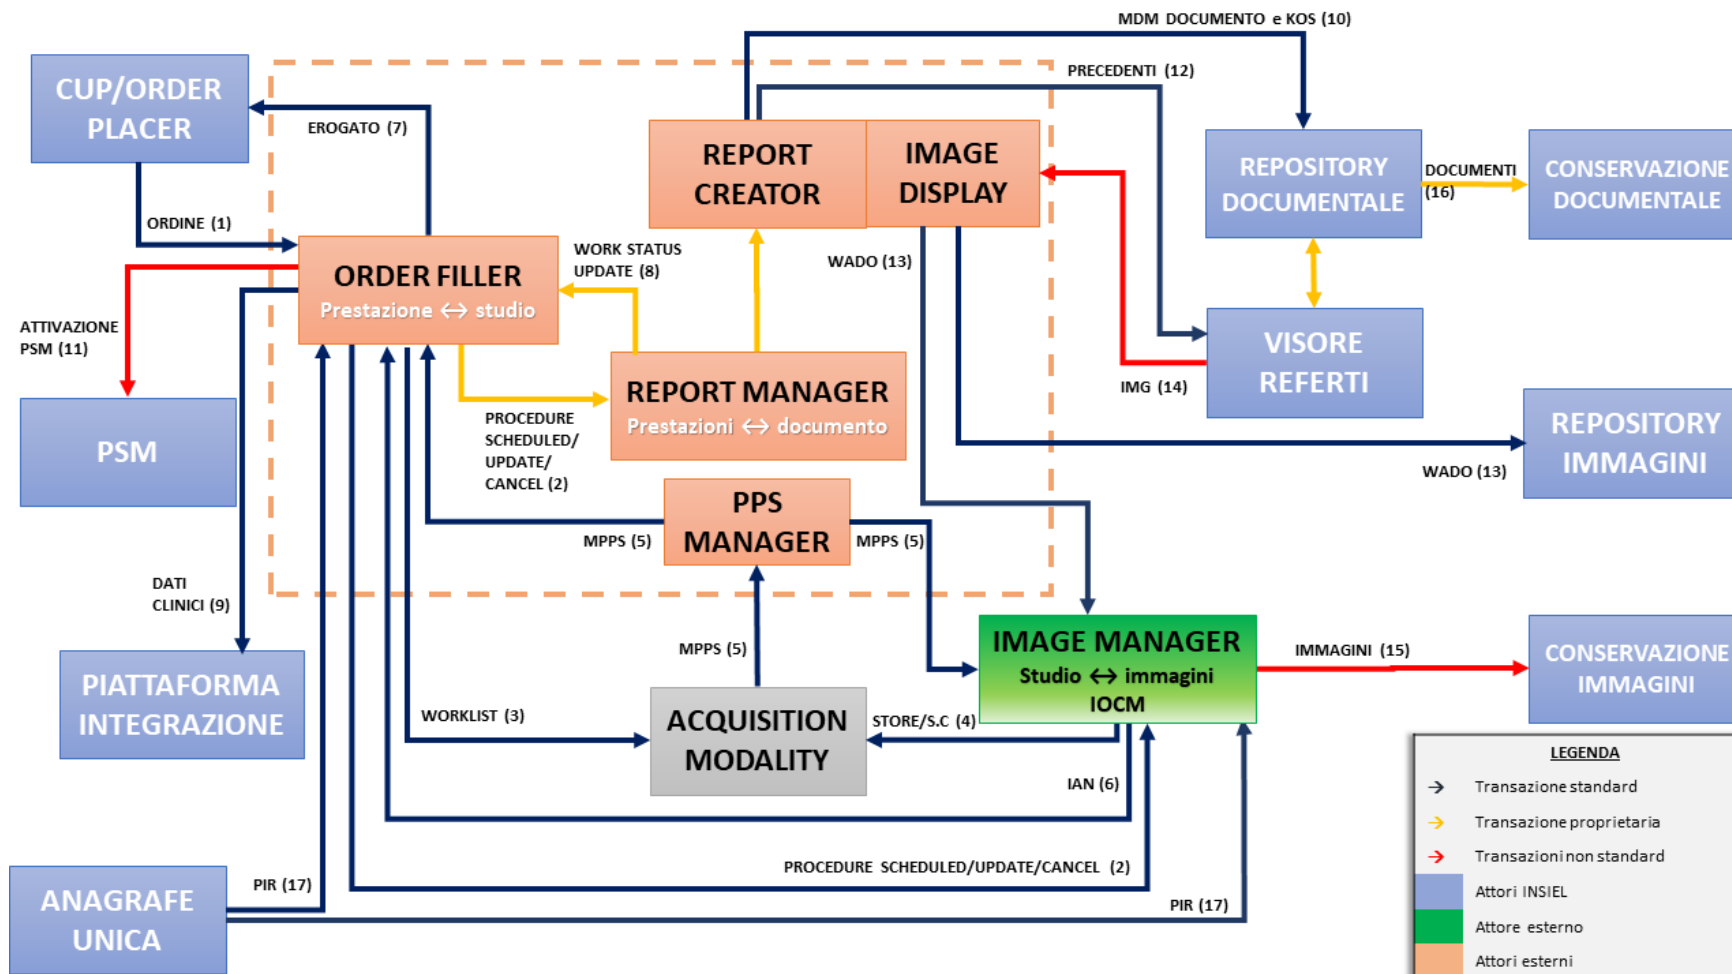 MDM DOCUMENTO e KOS (10)
PRECEDENTI (12)
CUP/ORDER
PLACER
EROGATO (7)
REPORT
CREATOR
IMAGE
DISPLAY
REPOSITORY
DOCUMENTALE
DOCUMENTI
(16)
CONSERVAZIONE
DOCUMENTALE
ORDINE (1)
ORDER FILLER
Prestazione ↔ studio
WORK STATUS
UPDATE (8)
WADO (13)
ATTIVAZIONE
PSM (11)
VISORE
REFERTI
IMG (14)
REPORT MANAGER
Prestazioni ↔ documento
PROCEDURE
SCHEDULED/
UPDATE/
CANCEL (2)
PSM
REPOSITORY
IMMAGINI
WADO (13)
PPS
MANAGER
MPPS (5)
MPPS (5)
DATI
CLINICI (9)
MPPS (5)
IMAGE MANAGER
Studio ↔ immagini
IOCM
IMMAGINI (15)
CONSERVAZIONE
IMMAGINI
PIATTAFORMA
INTEGRAZIONE
WORKLIST (3)
ACQUISITION
MODALITY
STORE/S.C (4)
IAN (6)
PROCEDURE SCHEDULED/UPDATE/CANCEL (2)
ANAGRAFE
UNICA
PIR (17)
PIR (17)
LEGENDA
→ Transazione standard
→ Transazione proprietaria
→ Transazioni non standard
Attori INSIEL
Attore esterno
Attori esterni